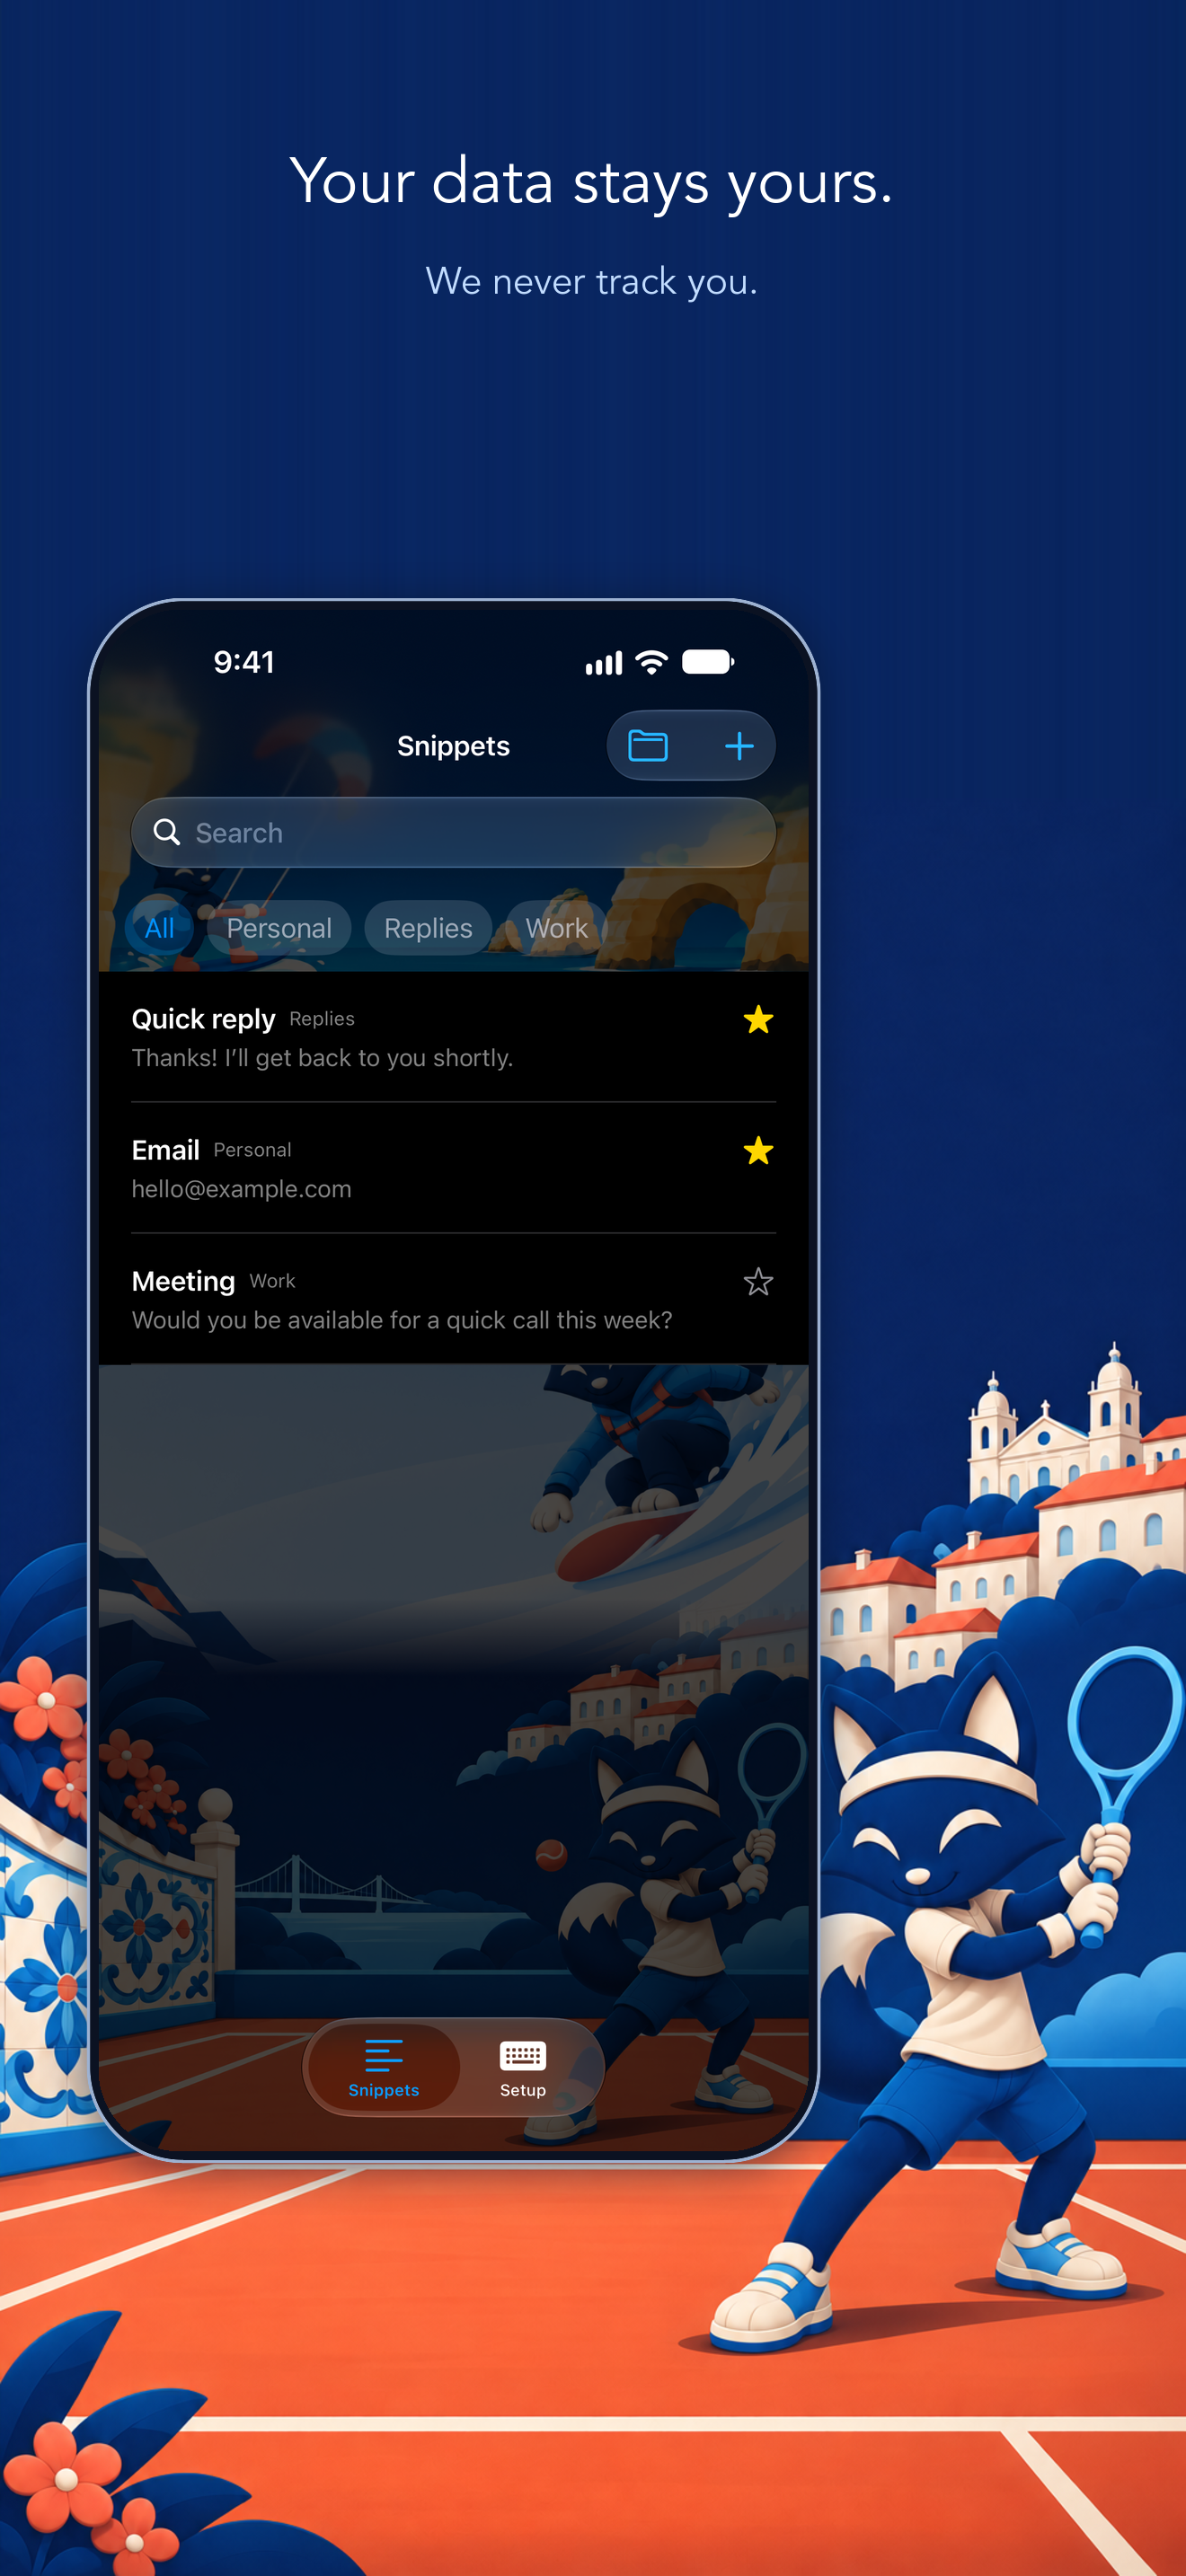 Your data stays yours.
We never track you.
9:41
Snippets
Search
All Personal Replies Work
Quick reply Replies
Thanks! I’ll get back to you shortly.
Email Personal
hello@example.com
Meeting Work
Would you be available for a quick call this week?
Snippets Setup